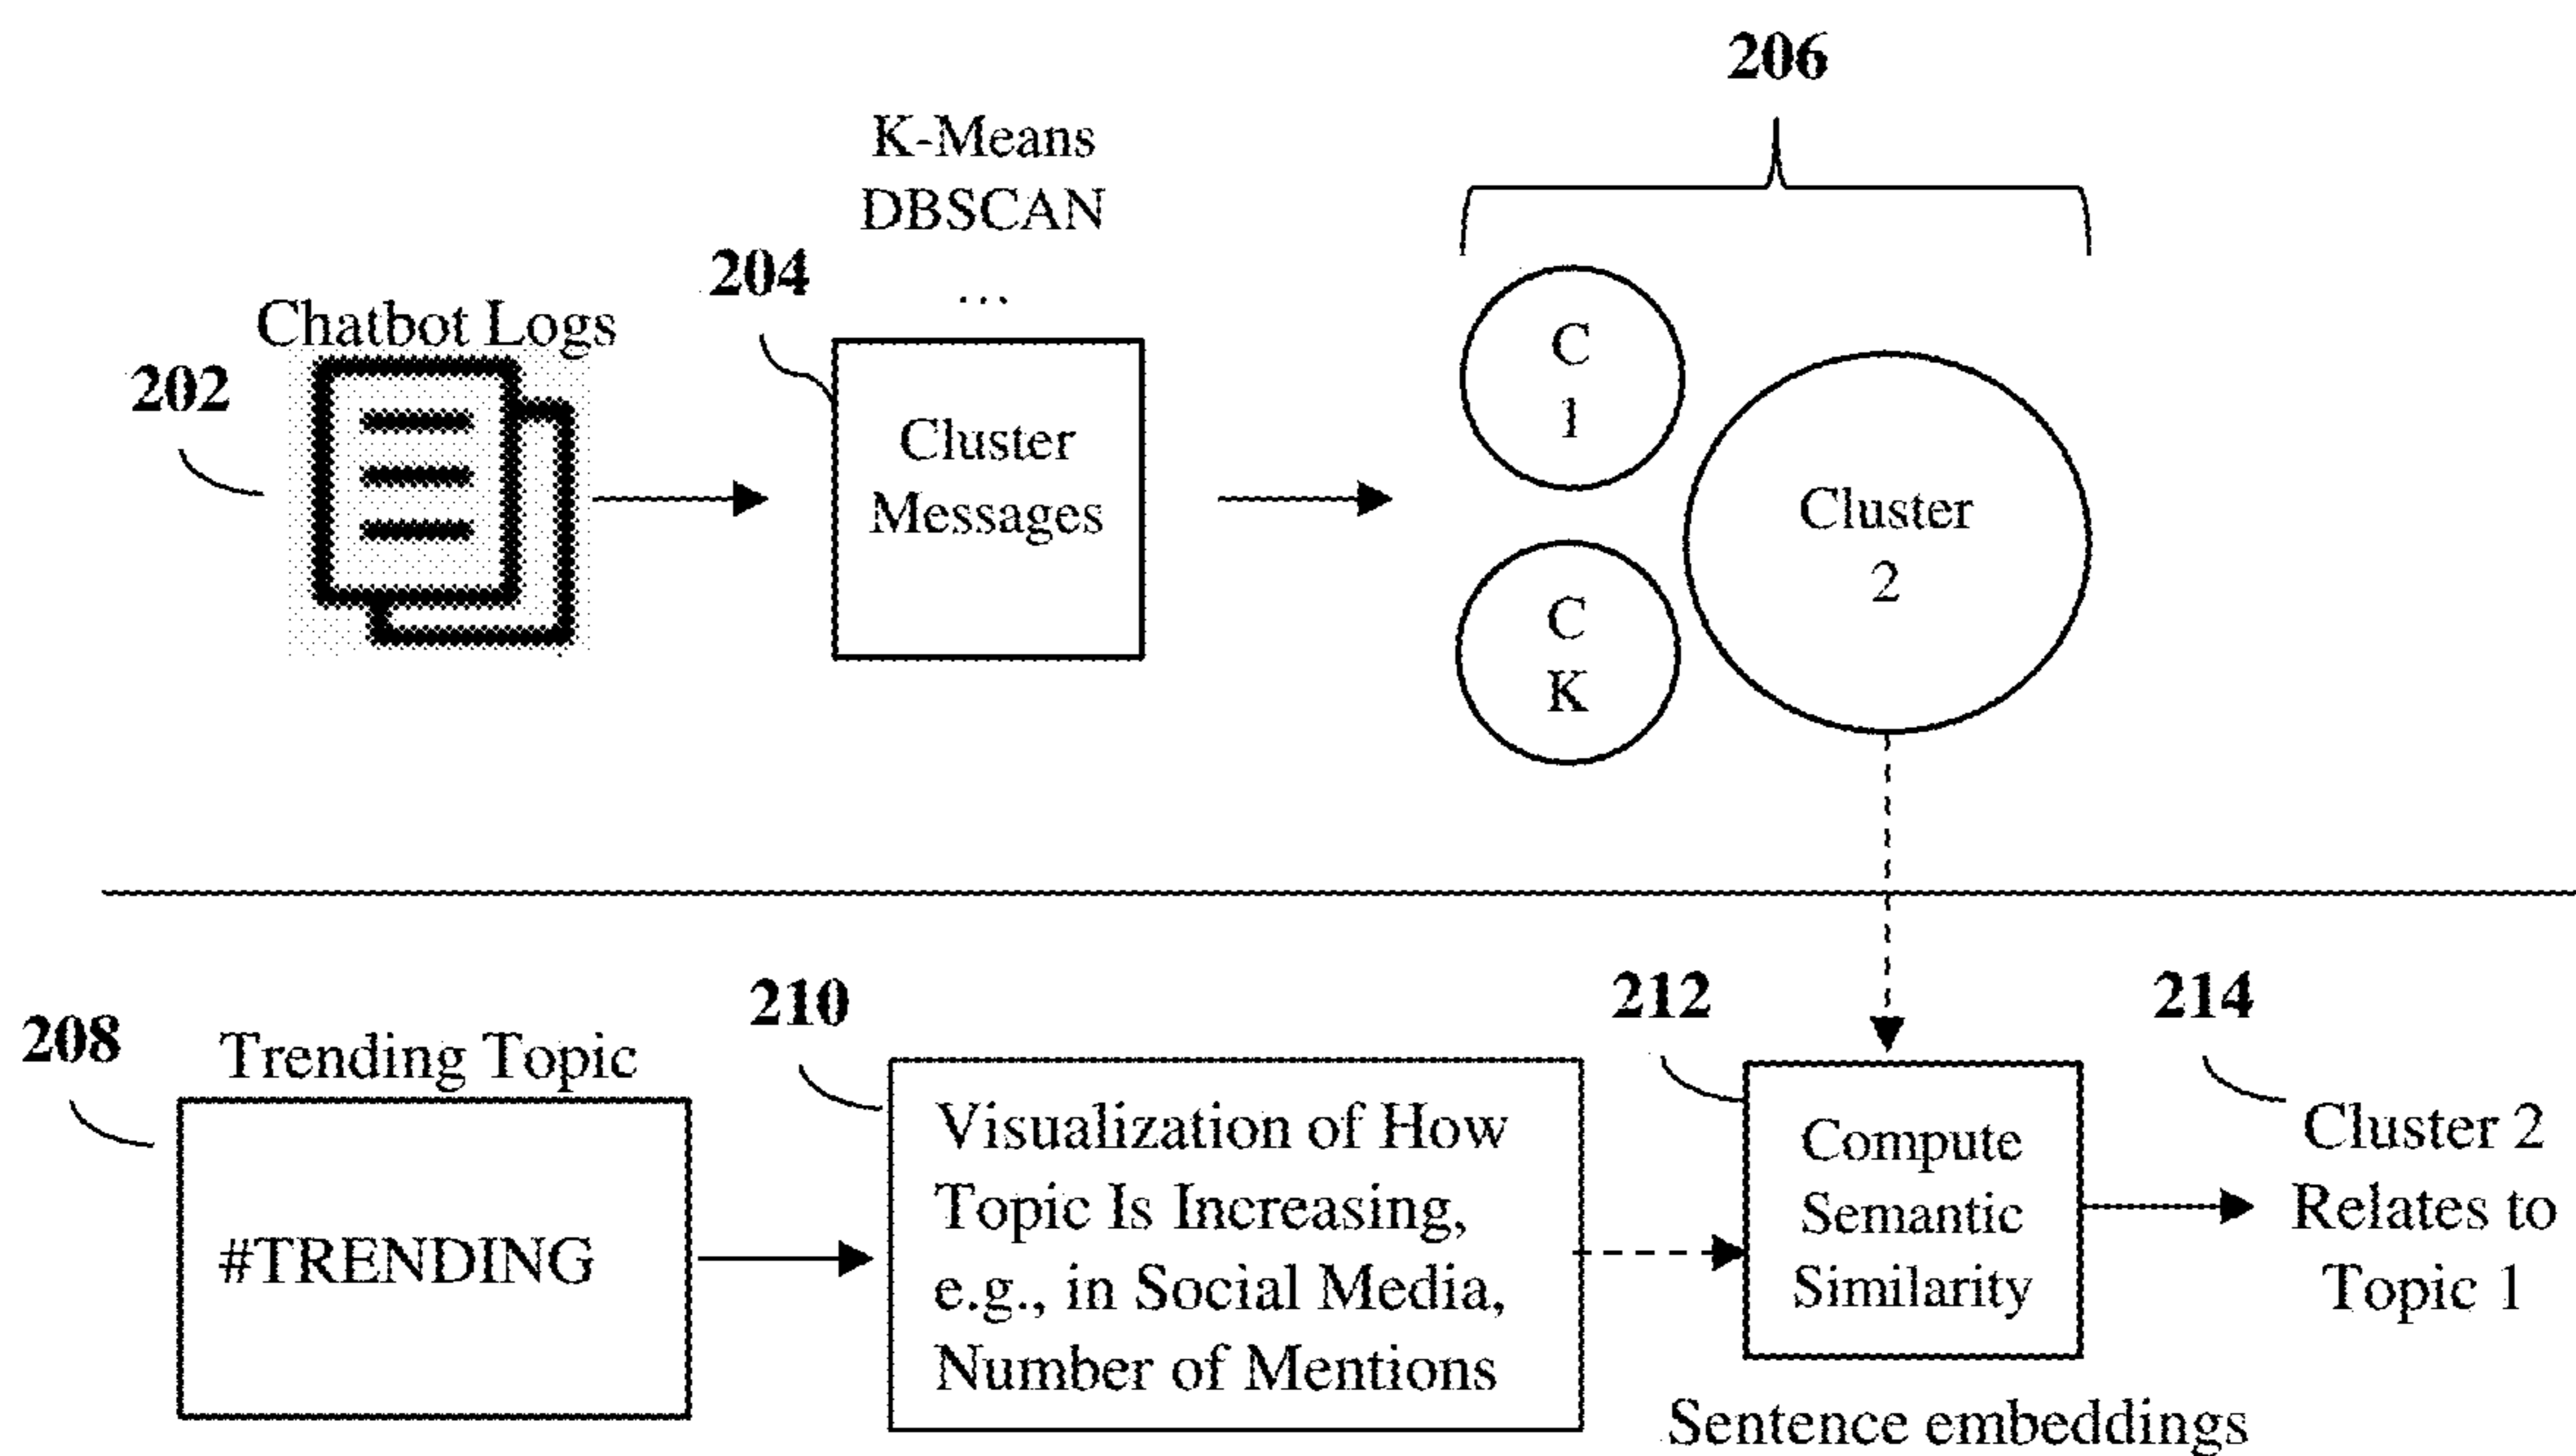 206
K-Means
DBSCAN
...
204
Chatbot Logs
202
Cluster
Messages
C
1
Cluster
2
C
K
208
Trending Topic
#TRENDING
210
Visualization of How
Topic Is Increasing,
e.g., in Social Media,
Number of Mentions
212
Compute
Semantic
Similarity
Sentence embeddings
214
Cluster 2
Relates to
Topic 1